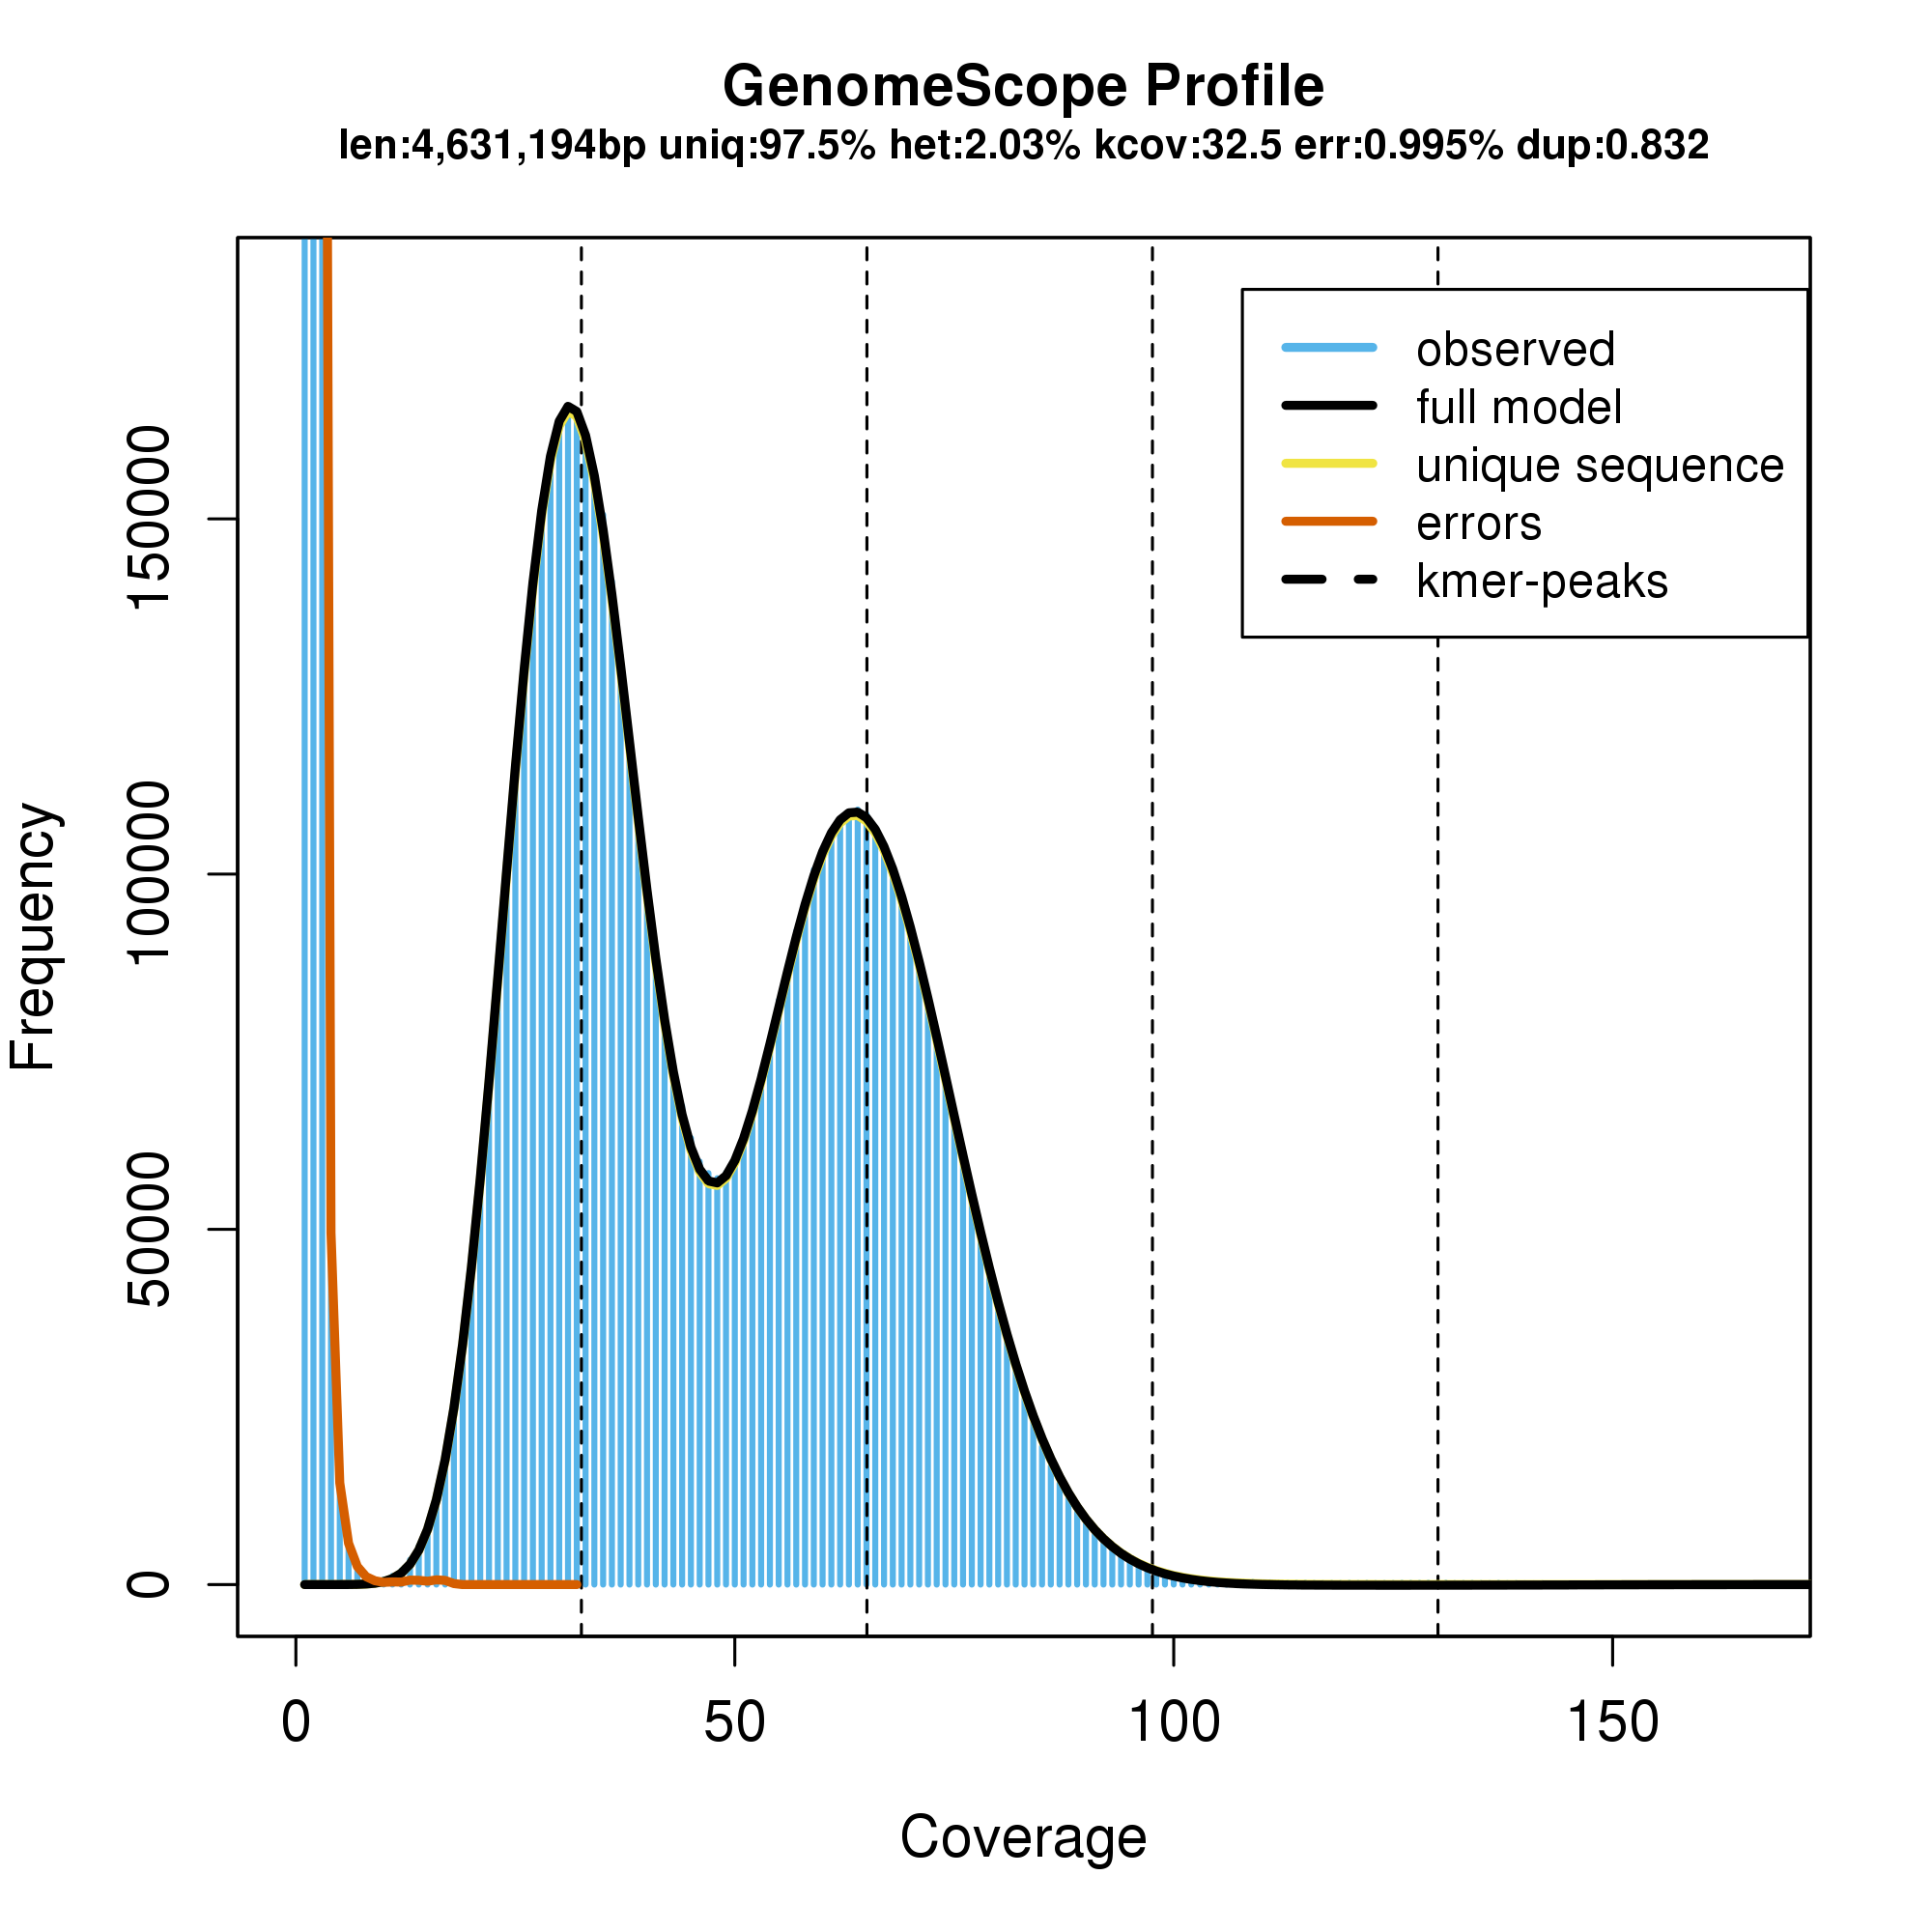 GenomeScope Profile
len:4,631,194bp uniq:97.5% het:2.03% kcov:32.5 err:0.995% dup:0.832
observed
full model
unique sequence
errors
kmer-peaks
Frequency
150000
100000
50000
0
0 50 100 150
Coverage